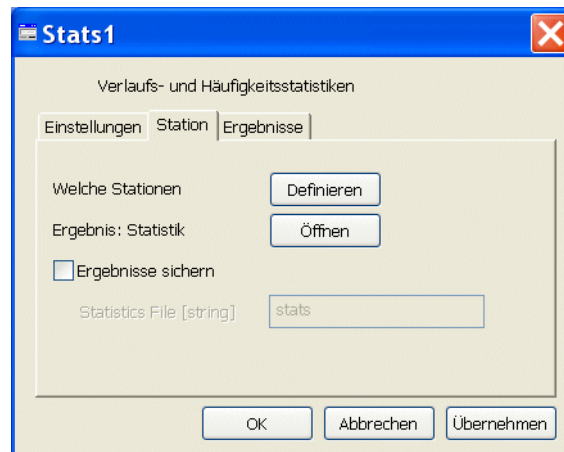 Stats1
Verlaufs- und Häufigkeitsstatistiken
Einstellungen Station Ergebnisse
Welche Stationen Definieren
Ergebnis: Statistik Öffnen
Ergebnisse sichern
Statistics File [string] stats
OK Abbrechen Übernehmen